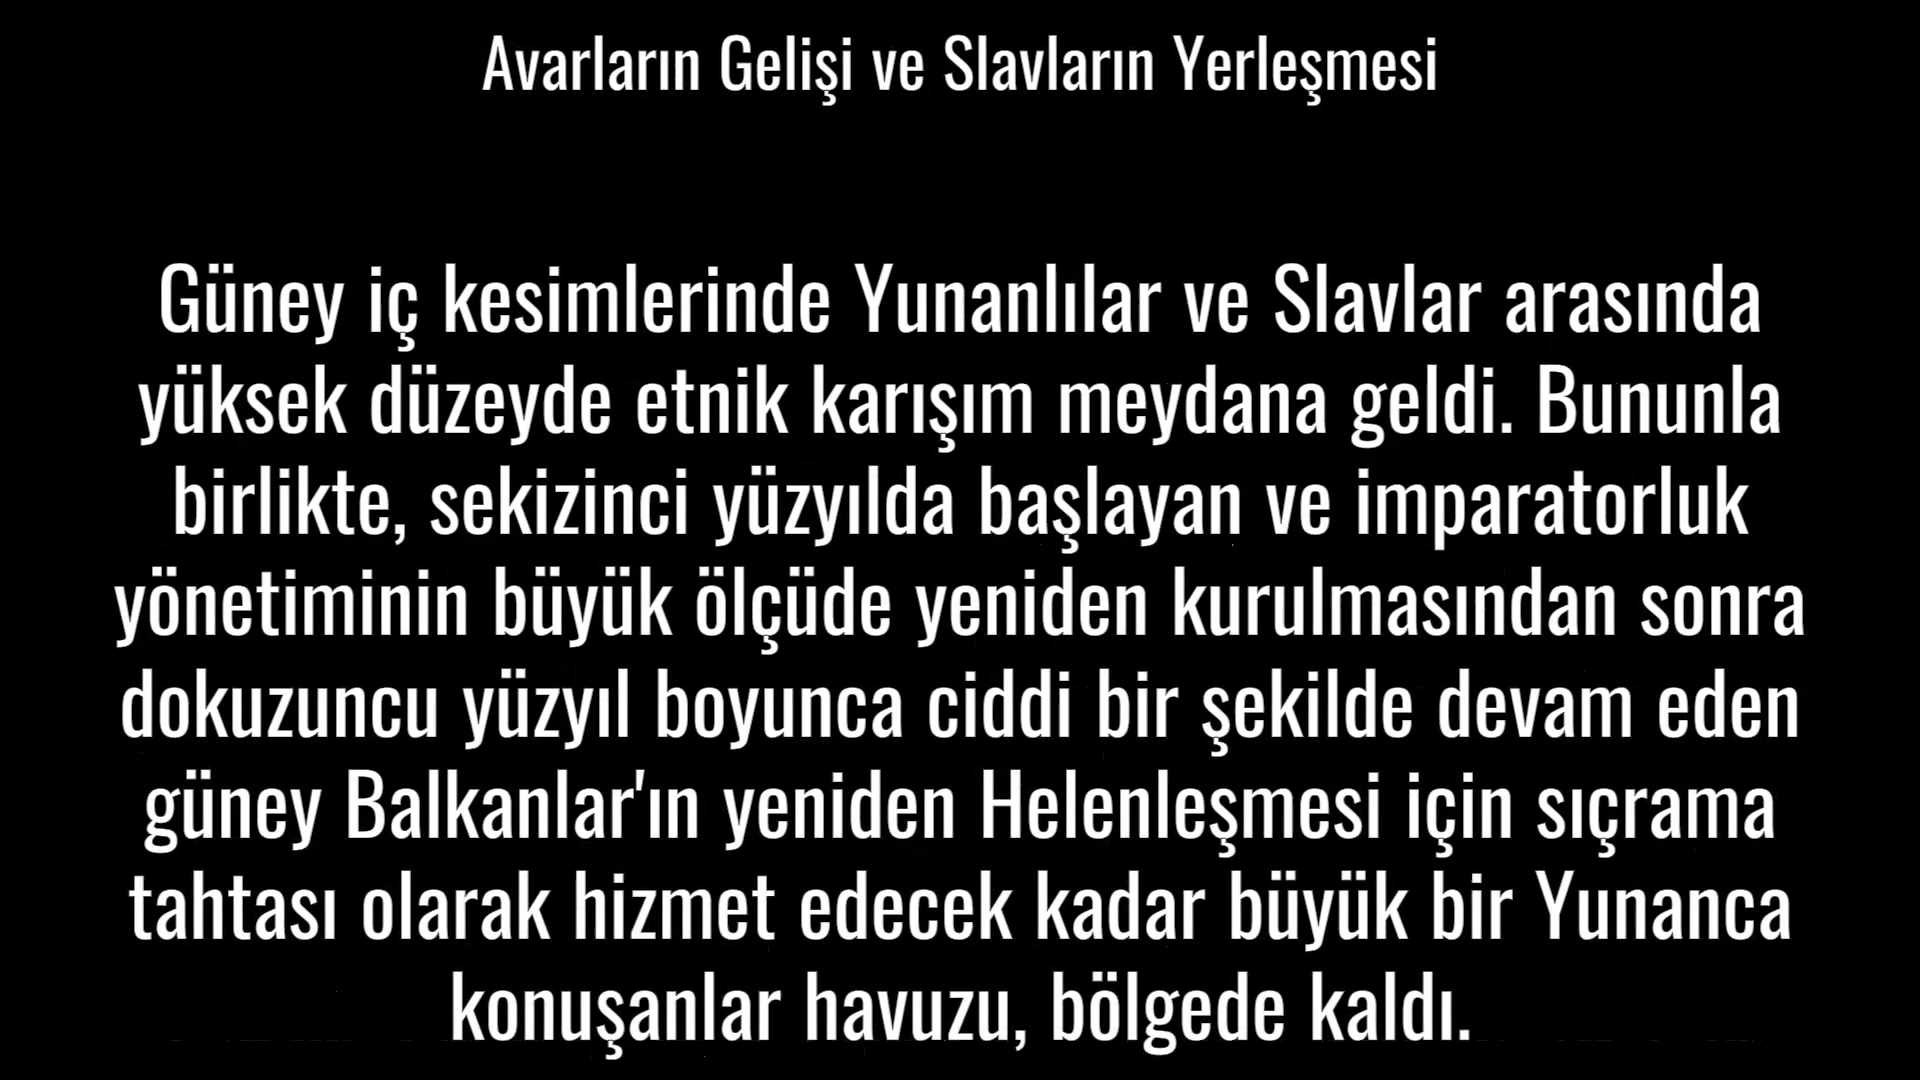 Avarların Gelişi ve Slavların Yerleşmesi
Güney iç kesimlerinde Yunanlılar ve Slavlar arasında
yüksek düzeyde etnik karışım meydana geldi. Bununla
birlikte, sekizinci yüzyılda başlayan ve imparatorluk
yönetiminin büyük ölçüde yeniden kurulmasından sonra
dokuzuncu yüzyıl boyunca ciddi bir şekilde devam eden
güney Balkanlar'ın yeniden Helenleşmesi için sıçrama
tahtası olarak hizmet edecek kadar büyük bir Yunanca
konuşanlar havuzu, bölgede kaldı.